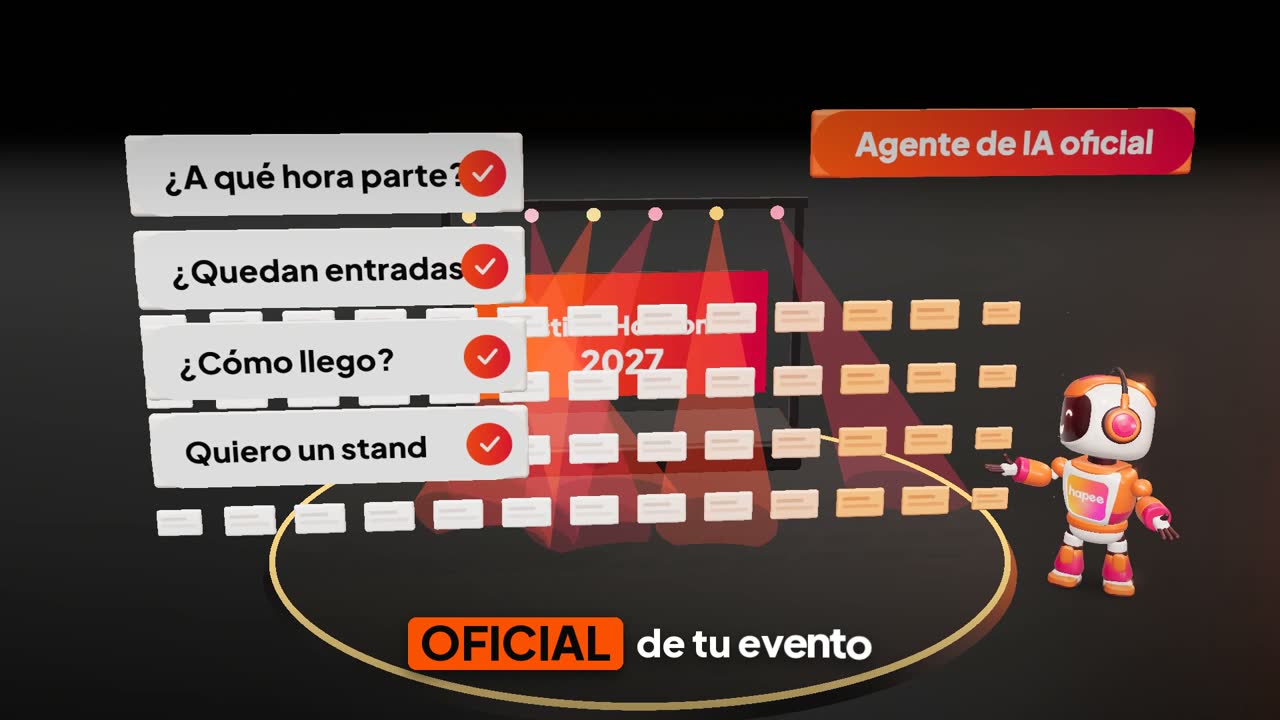 Agente de IA oficial
¿A qué hora parte?
¿Quedan entradas
¿Cómo llego?
Quiero un stand
2027
hapee
OFICIAL de tu evento